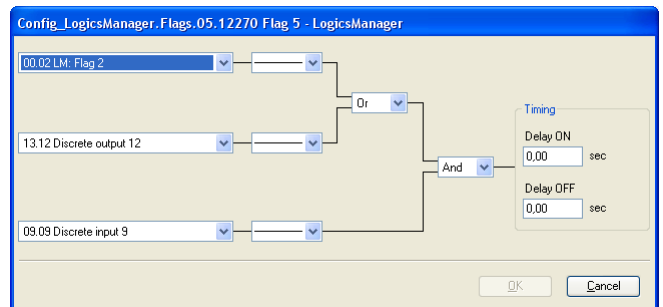 Config_LogicsManager.Flags.05.12270 Flag 5 - LogicsManager
00.02 LM: Flag 2
Or
Timing
Delay ON
13.12 Discrete output 12
0,00 sec
And
Delay OFF
0,00 sec
09.09 Discrete input 9
OK Cancel